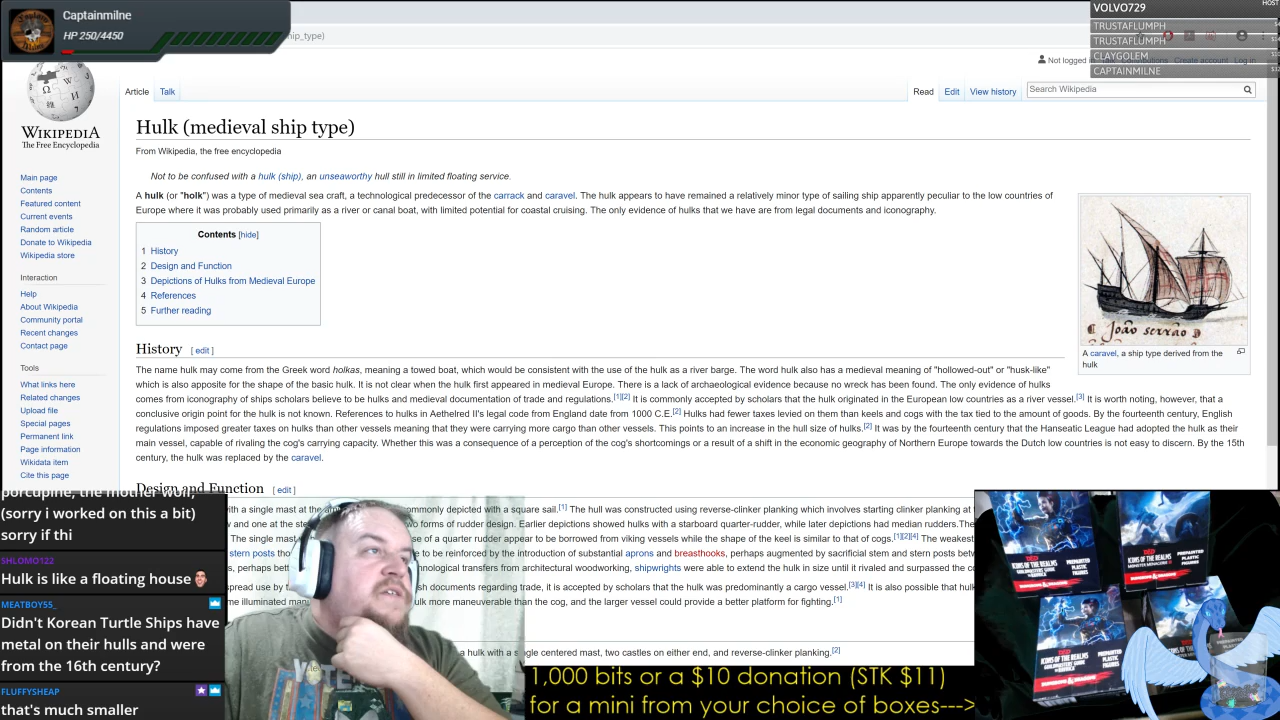 Captainmilne
HP 250/4450
VOLVO729
HOST
TRUSTAFLUMPH
TRUSTAFLUMPH
CLAYGOLEM
CAPTAINMILNE
hip_type)
Not logged
Create account
Log in
WIKIPEDIA
The Free Encyclopedia
Article
Talk
Read
Edit
View history
Search Wikipedia
Main page
Contents
Featured content
Current events
Random article
Donate to Wikipedia
Wikipedia store
Interaction
Help
About Wikipedia
Community portal
Recent changes
Contact page
Tools
What links here
Related changes
Upload file
Special pages
Permanent link
Page information
Wikidata item
Cite this page
Hulk (medieval ship type)
From Wikipedia, the free encyclopedia
Not to be confused with a hulk (ship), an unseaworthy hull still in limited floating service.
A hulk (or "holk") was a type of medieval sea craft, a technological predecessor of the carrack and caravel. The hulk appears to have remained a relatively minor type of sailing ship apparently peculiar to the low countries of
Europe where it was probably used primarily as a river or canal boat, with limited potential for coastal cruising. The only evidence of hulks that we have are from legal documents and iconography.
Contents [hide]
1 History
2 Design and Function
3 Depictions of Hulks from Medieval Europe
4 References
5 Further reading
João serrão
A caravel, a ship type derived from the
hulk
History [ edit ]
The name hulk may come from the Greek word holkas, meaning a towed boat, which would be consistent with the use of the hulk as a river barge. The word hulk also has a medieval meaning of "hollowed-out" or "husk-like"
which is also apposite for the shape of the basic hulk. It is not clear when the hulk first appeared in medieval Europe. There is a lack of archaeological evidence because no wreck has been found. The only evidence of hulks
comes from iconography of ships scholars believe to be hulks and medieval documentation of trade and regulations.[1][2] It is commonly accepted by scholars that the hulk originated in the European low countries as a river vessel.[3] It is worth noting, however, that a
conclusive origin point for the hulk is not known. References to hulks in Aethelred II's legal code from England date from 1000 C.E.[2] Hulks had fewer taxes levied on them than keels and cogs with the tax tied to the amount of goods. By the fourteenth century, English
regulations imposed greater taxes on hulks than other vessels meaning that they were carrying more cargo than other vessels. This points to an increase in the hull size of hulks.[2] It was by the fourteenth century that the Hanseatic League had adopted the hulk as their
main vessel, capable of rivaling the cog's carrying capacity. Whether this was a consequence of a perception of the cog's shortcomings or a result of a shift in the economic geography of Northern Europe towards the Dutch low countries is not easy to discern. By the 15th
century, the hulk was replaced by the caravel.
Design and Function [ edit ]
ith a single mast at the ommonly depicted with a square sail.[1] The hull was constructed using reverse-clinker planking which involves starting clinker planking at
w and one at the ste wo forms of rudder design. Earlier depictions showed hulks with a starboard quarter-rudder, while later depictions had median rudders.The
The single mast and se of a quarter rudder appear to be borrowed from viking vessels while the shape of the keel is similar to that of cogs.[1][2][4] The weakest
stern posts tho e to be reinforced by the introduction of substantial aprons and breasthooks, perhaps augmented by sacrificial stem and stern posts betw
s, perhaps bett ters from architectural woodworking, shipwrights were able to extend the hulk in size until it rivaled and surpassed the co
spread use by t sh documents regarding trade, it is accepted by scholars that the hulk was predominantly a cargo vessel.[3][4] It is also possible that hulk
me illuminated man ulk more maneuverable than the cog, and the larger vessel could provide a better platform for fighting.[1]
a hulk with a single centered mast, two castles on either end, and reverse-clinker planking.[2]
porcupine, the mother wolf,
(sorry i worked on this a bit)
sorry if thi
SHLOMO122
Hulk is like a floating house
MEATBOY55_
Didn't Korean Turtle Ships have
metal on their hulls and were
from the 16th century?
FLUFFYSHEAP
that's much smaller
1,000 bits or a $10 donation (STK $11)
for a mini from your choice of boxes--->
ICONS OF THE REALMS
ICONS OF THE REALMS